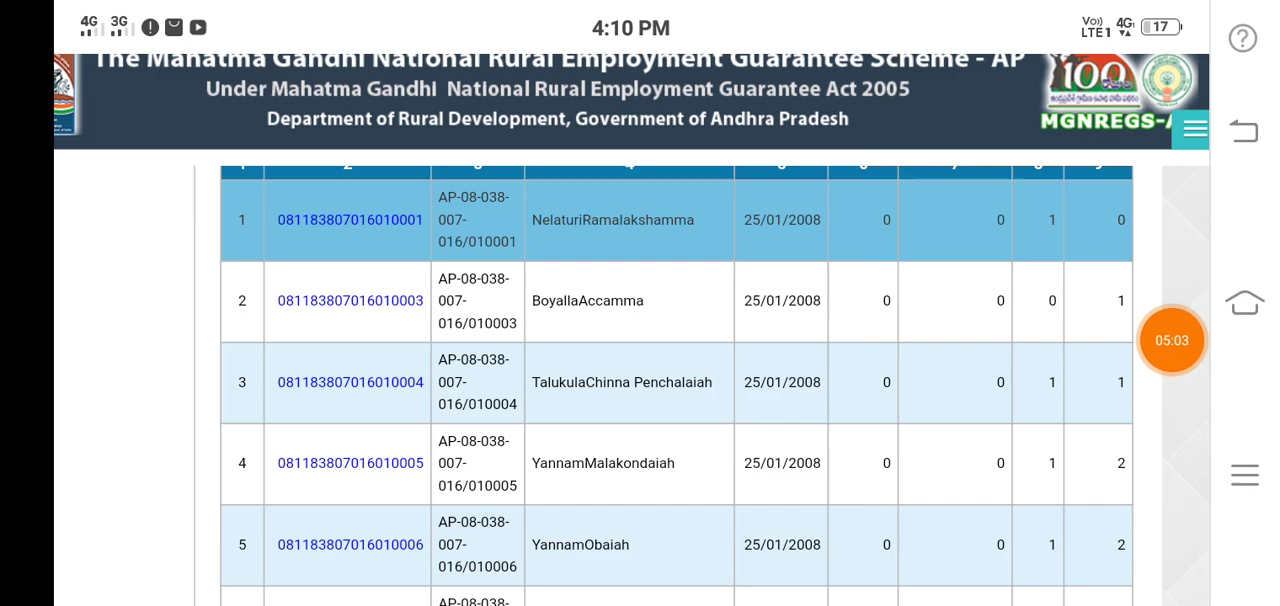 4G 3G 4:10 PM Vo)) LTE1 4G 17
The Mahatma Gandhi National Rural Employment Guarantee Scheme - AP
Under Mahatma Gandhi National Rural Employment Guarantee Act 2005
Department of Rural Development, Government of Andhra Pradesh
100
MGNREGS-A
1 081183807016010001 AP-08-038-007-016/010001 NelaturiRamalakshamma 25/01/2008 0 0 1 0
2 081183807016010003 AP-08-038-007-016/010003 BoyallaAccamma 25/01/2008 0 0 0 1
3 081183807016010004 AP-08-038-007-016/010004 TalukulaChinna Penchalaiah 25/01/2008 0 0 1 1
4 081183807016010005 AP-08-038-007-016/010005 YannamMalakondaiah 25/01/2008 0 0 1 2
5 081183807016010006 AP-08-038-007-016/010006 YannamObaiah 25/01/2008 0 0 1 2
AP-08-038-
05:03